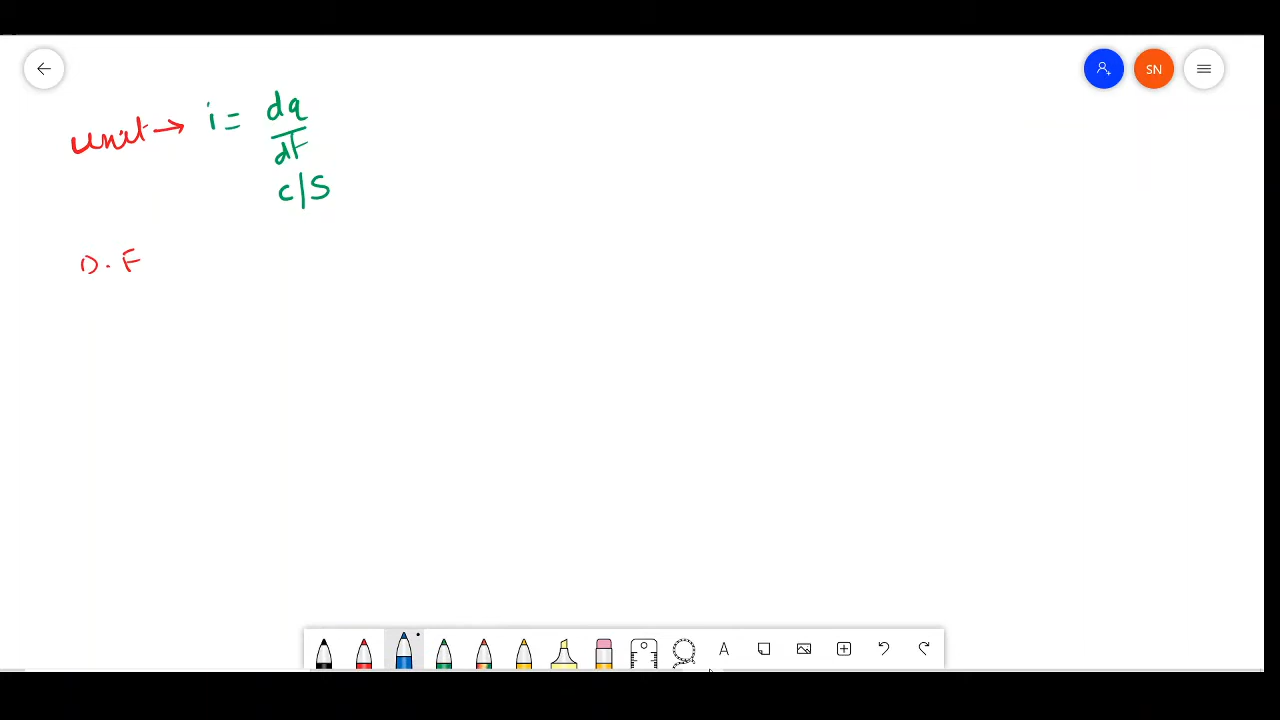 SN
unit → i = dq
dt
c/s
D.F
A